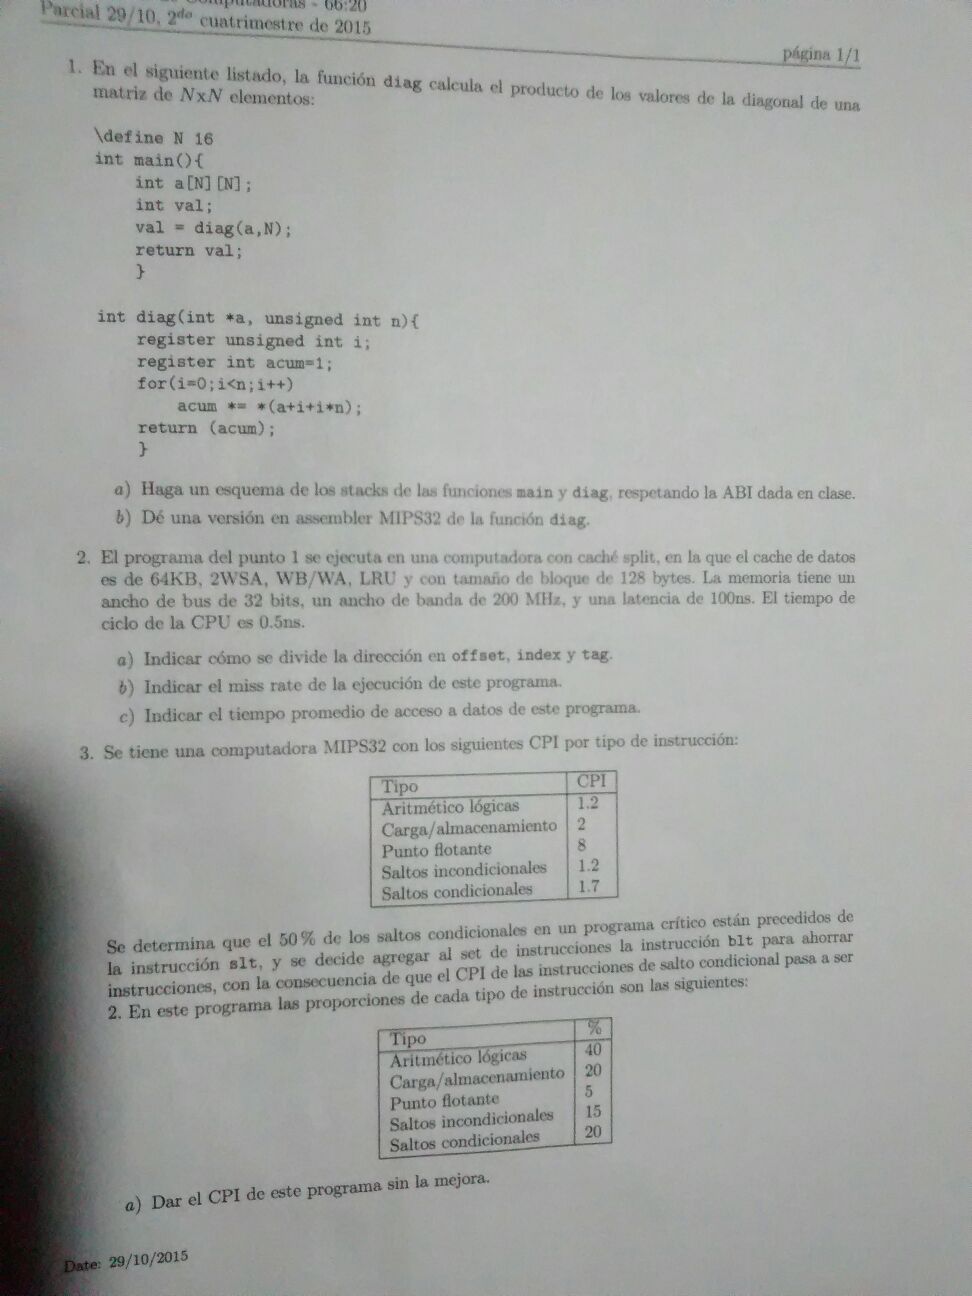 Computadoras - 66:20
Parcial 29/10, 2do cuatrimestre de 2015
página 1/1
1. En el siguiente listado, la función diag calcula el producto de los valores de la diagonal de una
matriz de NxN elementos:
\define N 16
int main(){
int a[N][N];
int val;
val = diag(a,N);
return val;
}
int diag(int *a, unsigned int n){
register unsigned int i;
register int acum=1;
for(i=0;i<n;i++)
acum *= *(a+i+i*n);
return (acum);
}
a) Haga un esquema de los stacks de las funciones main y diag, respetando la ABI dada en clase.
b) Dé una versión en assembler MIPS32 de la función diag.
2. El programa del punto 1 se ejecuta en una computadora con caché split, en la que el cache de datos
es de 64KB, 2WSA, WB/WA, LRU y con tamaño de bloque de 128 bytes. La memoria tiene un
ancho de bus de 32 bits, un ancho de banda de 200 MHz, y una latencia de 100ns. El tiempo de
ciclo de la CPU es 0.5ns.
a) Indicar cómo se divide la dirección en offset, index y tag.
b) Indicar el miss rate de la ejecución de este programa.
c) Indicar el tiempo promedio de acceso a datos de este programa.
3. Se tiene una computadora MIPS32 con los siguientes CPI por tipo de instrucción:
Tipo CPI
Aritmético lógicas 1.2
Carga/almacenamiento 2
Punto flotante 8
Saltos incondicionales 1.2
Saltos condicionales 1.7
Se determina que el 50 % de los saltos condicionales en un programa crítico están precedidos de
la instrucción slt, y se decide agregar al set de instrucciones la instrucción blt para ahorrar
instrucciones, con la consecuencia de que el CPI de las instrucciones de salto condicional pasa a ser
2. En este programa las proporciones de cada tipo de instrucción son las siguientes:
Tipo %
Aritmético lógicas 40
Carga/almacenamiento 20
Punto flotante 5
Saltos incondicionales 15
Saltos condicionales 20
a) Dar el CPI de este programa sin la mejora.
Date: 29/10/2015